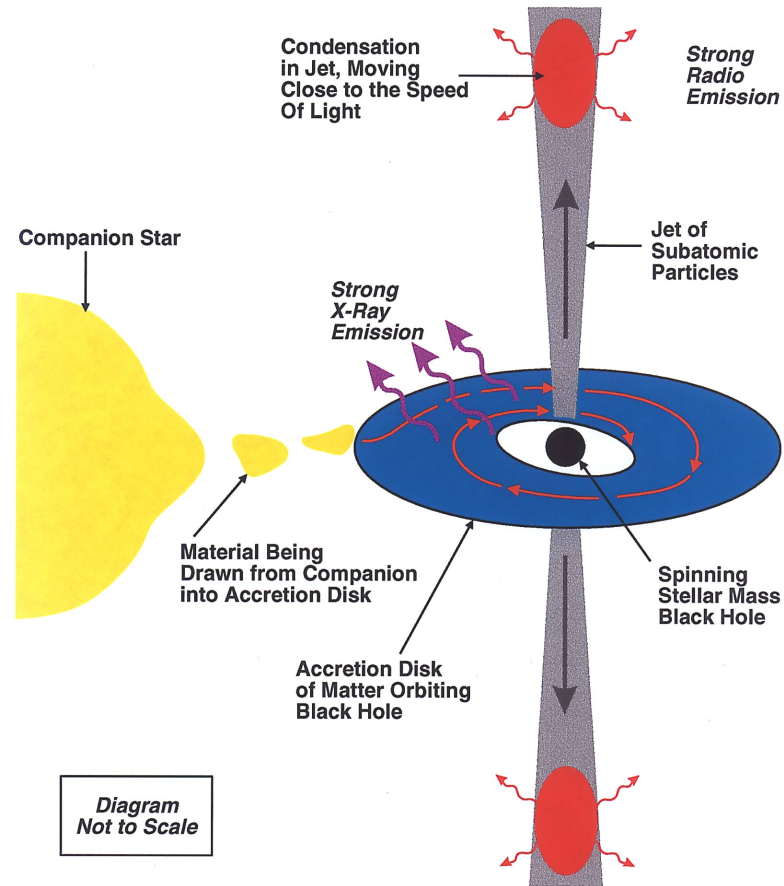 Condensation
in Jet, Moving
Close to the Speed
Of Light
Strong
Radio
Emission
Companion Star
Jet of
Subatomic
Particles
Strong
X-Ray
Emission
Material Being
Drawn from Companion
into Accretion Disk
Spinning
Stellar Mass
Black Hole
Accretion Disk
of Matter Orbiting
Black Hole
Diagram
Not to Scale